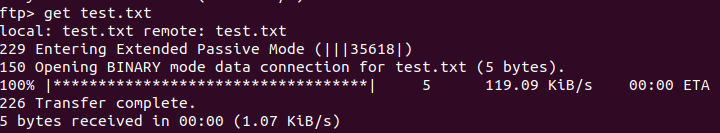 ftp> get test.txt
local: test.txt remote: test.txt
229 Entering Extended Passive Mode (|||35618|)
150 Opening BINARY mode data connection for test.txt (5 bytes).
100% |***********************************| 5 119.09 KiB/s 00:00 ETA
226 Transfer complete.
5 bytes received in 00:00 (1.07 KiB/s)